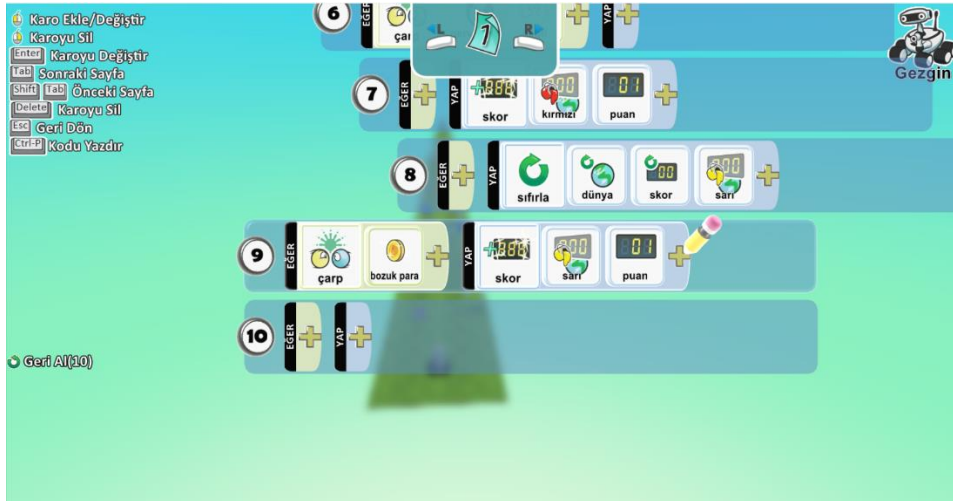 Karo Ekle/Değiştir
Karoyu Sil
Enter Karoyu Değiştir
Tab Sonraki Sayfa
Shift Tab Önceki Sayfa
Delete Karoyu Sil
Esc Geri Dön
Ctrl-P Kodu Yazdır
L 1 R
Gezgin
6 EĞER YAP
7 EĞER YAP skor kırmızı 01 puan
8 EĞER YAP sıfırla dünya skor sarı
9 EĞER çarp bozuk para YAP skor sarı 01 puan
10 EĞER YAP
Geri Al(10)